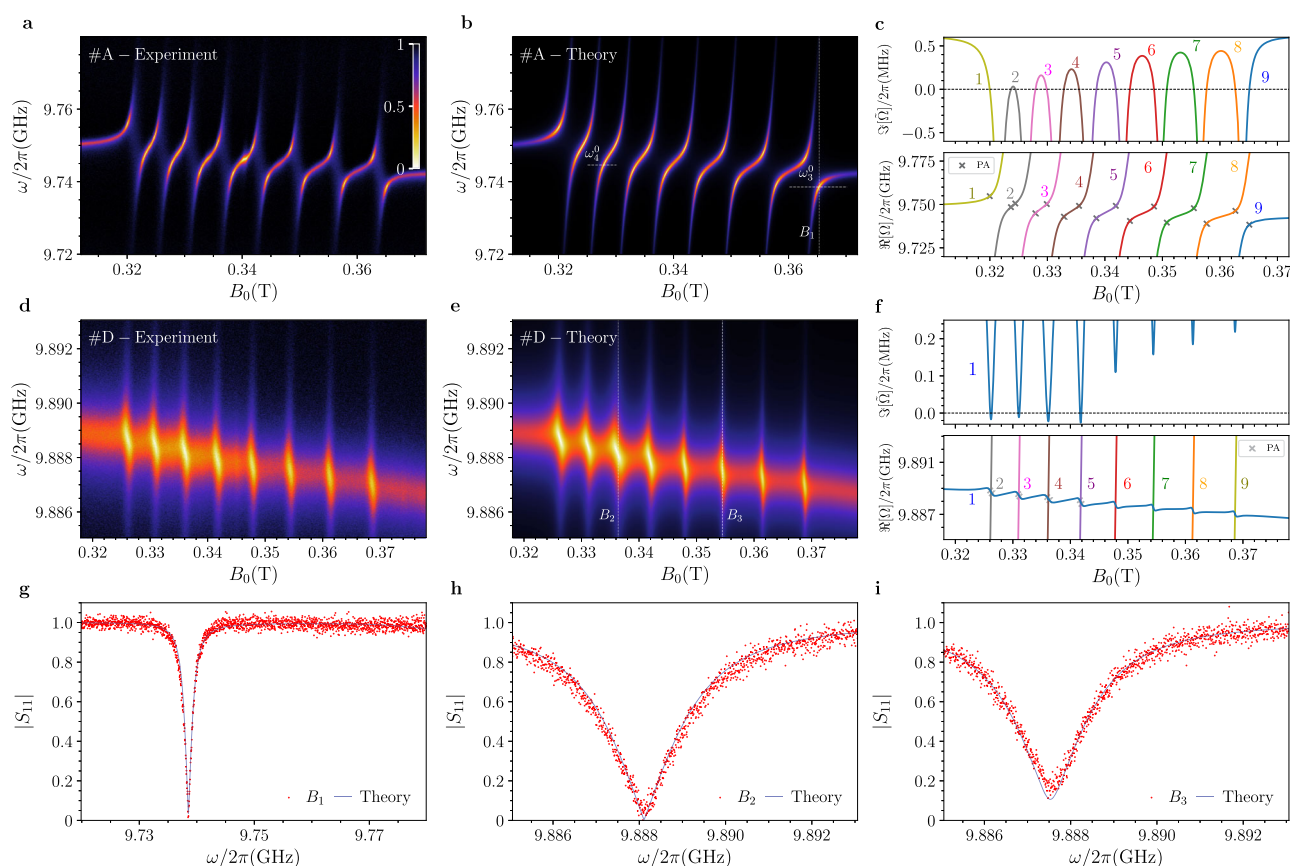 a
#A − Experiment
1
0.5
0
ω/2π(GHz)
9.76
9.74
9.72
0.32
0.34
0.36
B₀(T)
b
#A − Theory
ω₄⁰
ω₃⁰
B₁
ω/2π(GHz)
9.76
9.74
9.72
0.32
0.34
0.36
B₀(T)
c
ℑ[Ω̃]/2π(MHz)
0.5
0.0
−0.5
1
2
3
4
5
6
7
8
9
ℜ[Ω]/2π(GHz)
9.775
9.750
9.725
PA
1
2
3
4
5
6
7
8
9
0.32
0.33
0.34
0.35
0.36
0.37
B₀(T)
d
#D − Experiment
ω/2π(GHz)
9.892
9.890
9.888
9.886
0.32
0.33
0.34
0.35
0.36
0.37
B₀(T)
e
#D − Theory
B₂
B₃
ω/2π(GHz)
9.892
9.890
9.888
9.886
0.32
0.33
0.34
0.35
0.36
0.37
B₀(T)
f
ℑ[Ω̃]/2π(MHz)
0.2
0.1
0.0
1
ℜ[Ω]/2π(GHz)
9.891
9.887
PA
1
2
3
4
5
6
7
8
9
0.32
0.33
0.34
0.35
0.36
0.37
B₀(T)
g
|S₁₁|
1.0
0.8
0.6
0.4
0.2
0
B₁
Theory
9.73
9.75
9.77
ω/2π(GHz)
h
|S₁₁|
1.0
0.8
0.6
0.4
0.2
0
B₂
Theory
9.886
9.888
9.890
9.892
ω/2π(GHz)
i
|S₁₁|
1.0
0.8
0.6
0.4
0.2
0
B₃
Theory
9.886
9.888
9.890
9.892
ω/2π(GHz)